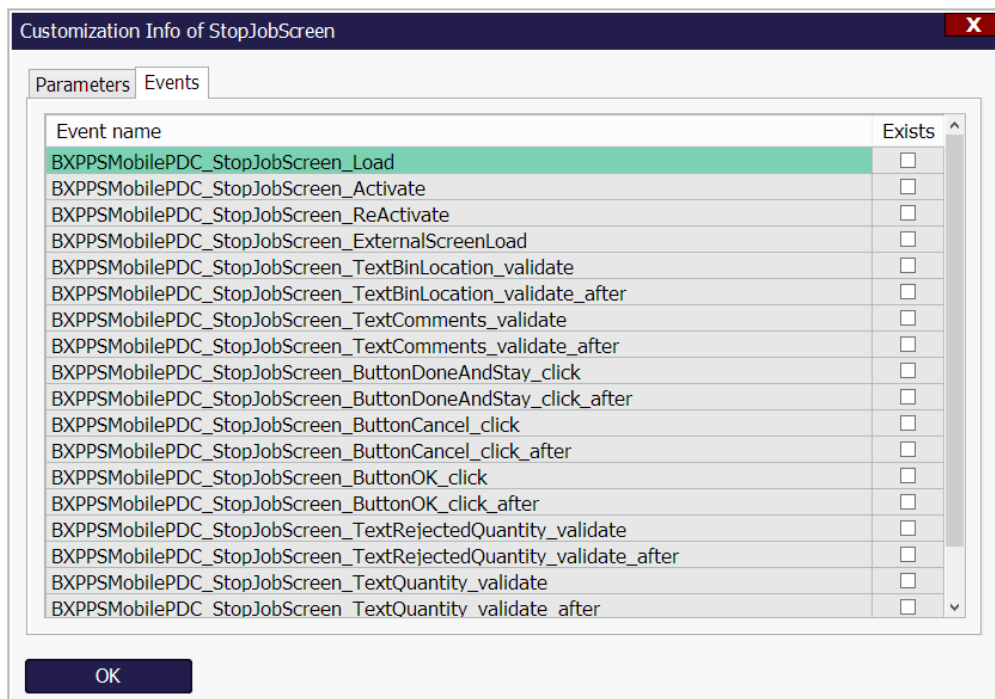 Customization Info of StopJobScreen
X
Parameters Events
Event name Exists
BXPPSMobilePDC_StopJobScreen_Load
BXPPSMobilePDC_StopJobScreen_Activate
BXPPSMobilePDC_StopJobScreen_ReActivate
BXPPSMobilePDC_StopJobScreen_ExternalScreenLoad
BXPPSMobilePDC_StopJobScreen_TextBinLocation_validate
BXPPSMobilePDC_StopJobScreen_TextBinLocation_validate_after
BXPPSMobilePDC_StopJobScreen_TextComments_validate
BXPPSMobilePDC_StopJobScreen_TextComments_validate_after
BXPPSMobilePDC_StopJobScreen_ButtonDoneAndStay_click
BXPPSMobilePDC_StopJobScreen_ButtonDoneAndStay_click_after
BXPPSMobilePDC_StopJobScreen_ButtonCancel_click
BXPPSMobilePDC_StopJobScreen_ButtonCancel_click_after
BXPPSMobilePDC_StopJobScreen_ButtonOK_click
BXPPSMobilePDC_StopJobScreen_ButtonOK_click_after
BXPPSMobilePDC_StopJobScreen_TextRejectedQuantity_validate
BXPPSMobilePDC_StopJobScreen_TextRejectedQuantity_validate_after
BXPPSMobilePDC_StopJobScreen_TextQuantity_validate
BXPPSMobilePDC_StopJobScreen_TextQuantity_validate_after
OK